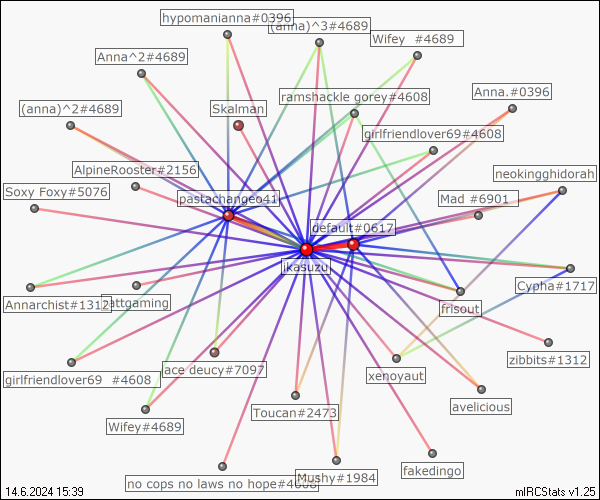 hypomanianna#0396
(anna)^3#4689
Wifey  #4689
Anna^2#4689
ramshackle gorey#4608
Anna.#0396
(anna)^2#4689
Skalman
girlfriendlover69#4608
AlpineRooster#2156
neokingghidorah
Soxy Foxy#5076
pastachangeo41
Mad #6901
default#0617
ikasuzu
Cypha#1717
Annarchist#1312
attgaming
frisout
zibbits#1312
girlfriendlover69  #4608
ace deucy#7097
xenoyaut
Toucan#2473
avelicious
Wifey#4689
no cops no laws no hope#4608
Mushy#1984
fakedingo
14.6.2024 15:39
mIRCStats v1.25